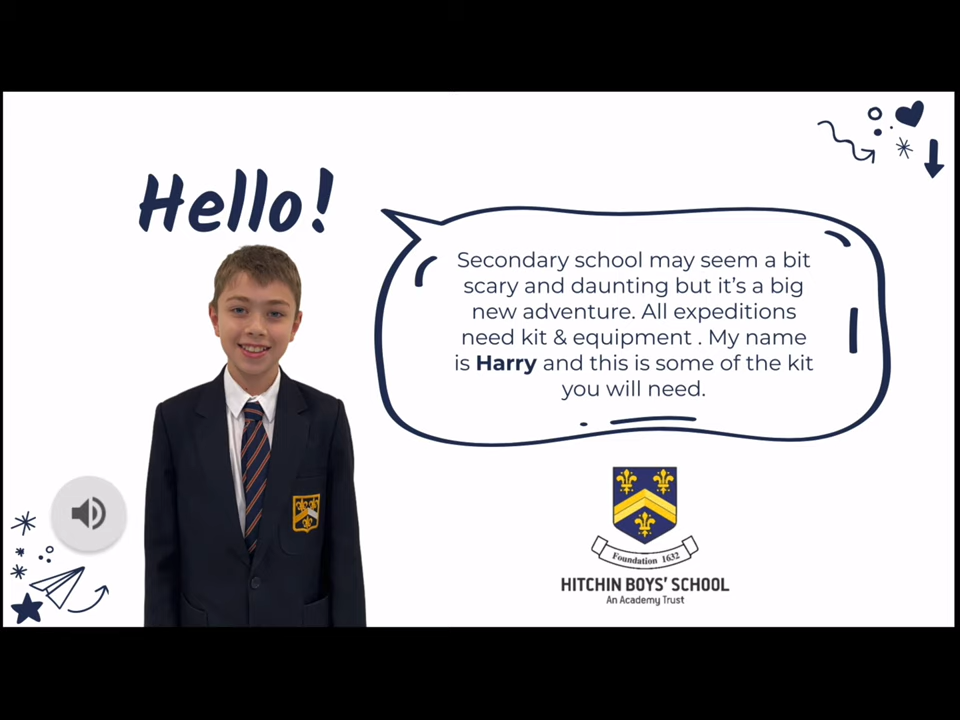 Hello!
Secondary school may seem a bit
scary and daunting but it's a big
new adventure. All expeditions
need kit & equipment . My name
is Harry and this is some of the kit
you will need.
Foundation 1632
HITCHIN BOYS' SCHOOL
An Academy Trust